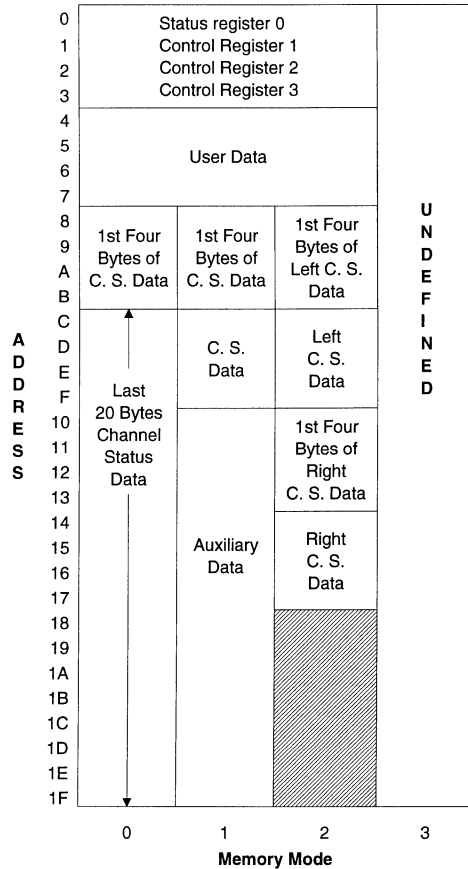 0
1
2
3
4
5
6
7
8
9
A
B
C
D
E
F
10
11
12
13
14
15
16
17
18
19
1A
1B
1C
1D
1E
1F
ADDRESS
Status register 0
Control Register 1
Control Register 2
Control Register 3
User Data
1st Four
Bytes of
C. S. Data
1st Four
Bytes of
C. S. Data
1st Four
Bytes of
Left C. S.
Data
Last
20 Bytes
Channel
Status
Data
C. S.
Data
Left
C. S.
Data
1st Four
Bytes of
Right
C. S. Data
Auxiliary
Data
Right
C. S.
Data
UNDEFINED
0 1 2 3
Memory Mode